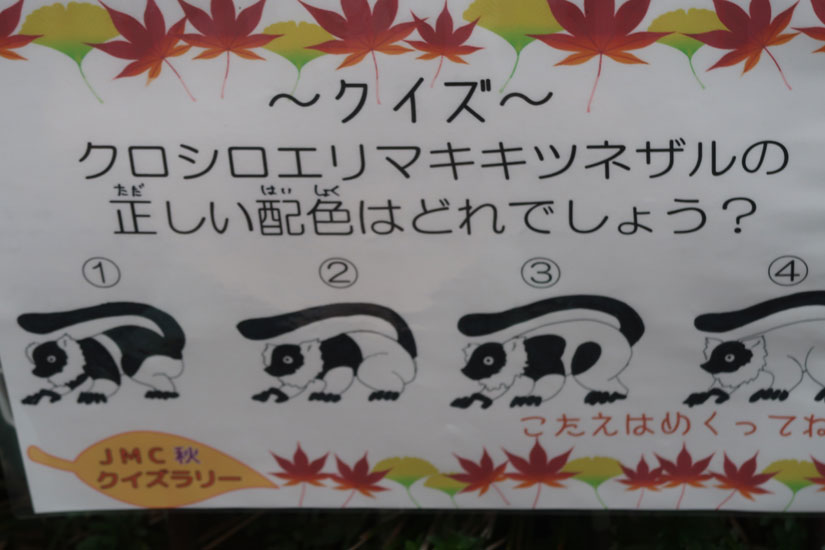 ～クイズ～
クロシロエリマキキツネザルの
ただ はい しょく
正しい配色はどれでしょう？
① ② ③ ④
こたえはめくってね
JMC秋
クイズラリー